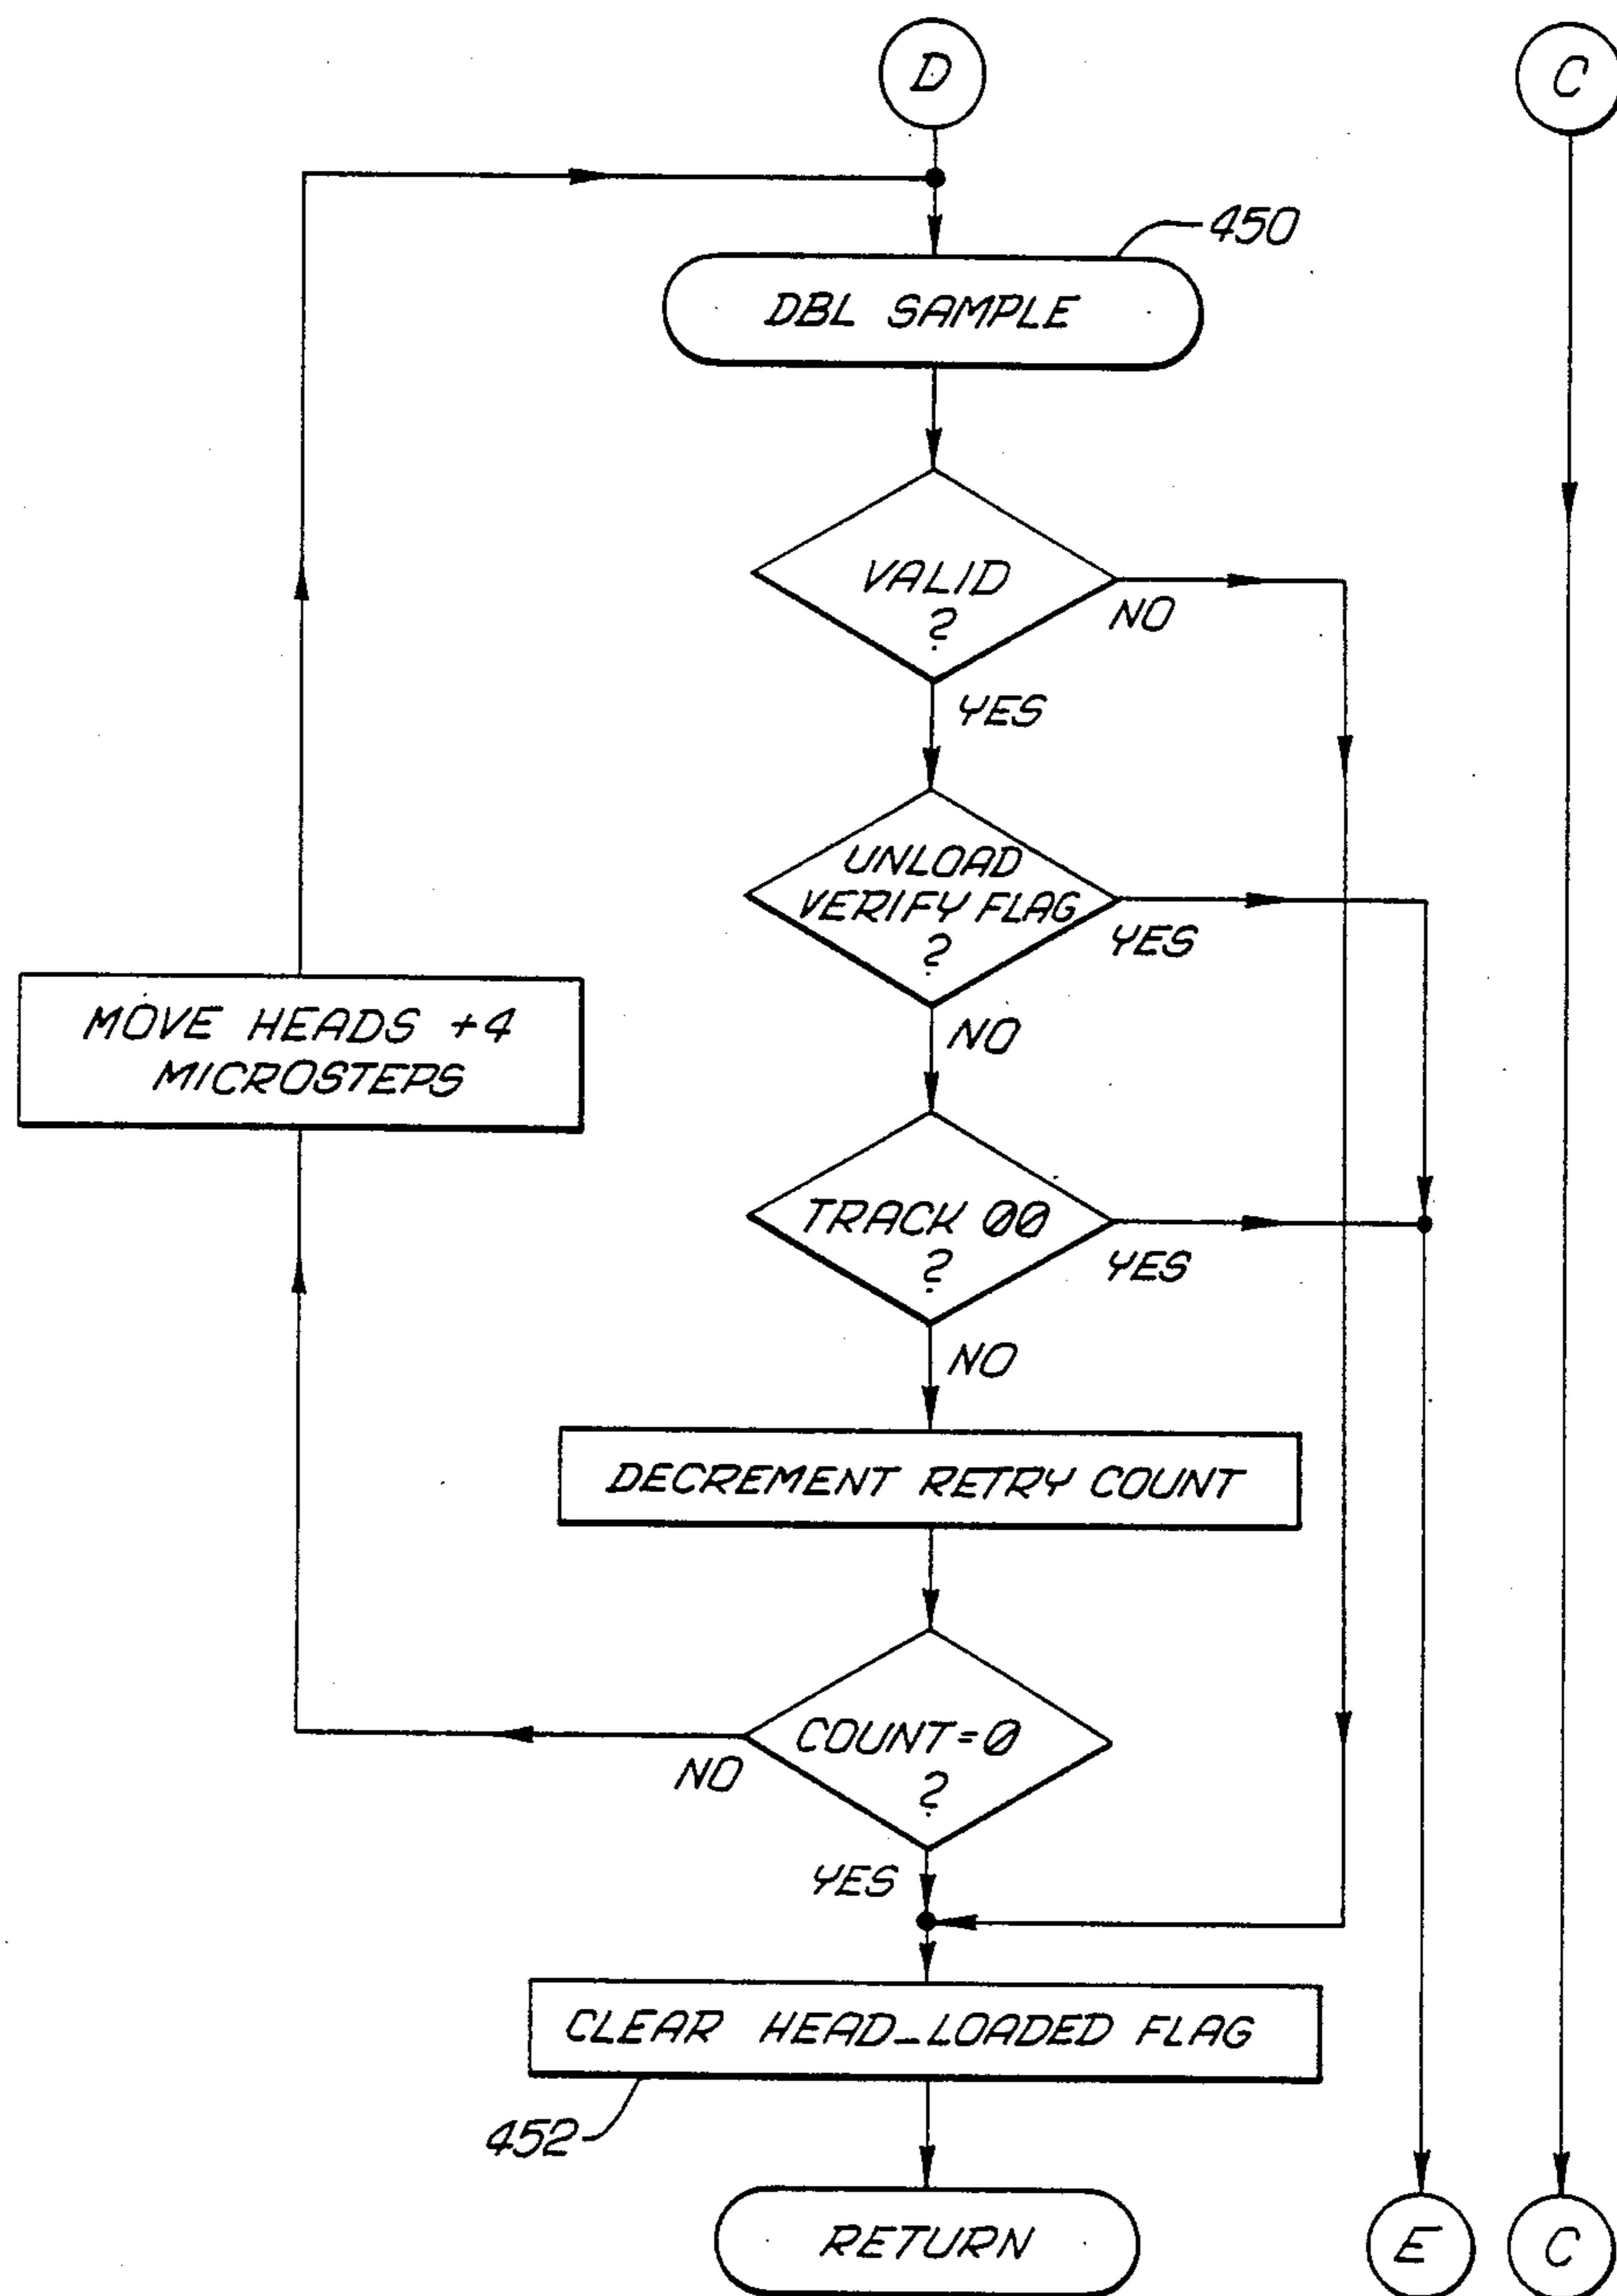 D
C
450
DBL SAMPLE
VALID
?
NO
YES
UNLOAD
VERIFY FLAG
?
YES
NO
MOVE HEADS +4
MICROSTEPS
TRACK 00
?
YES
NO
DECREMENT RETRY COUNT
COUNT=0
?
NO
YES
CLEAR HEAD_LOADED FLAG
452
RETURN
E
C